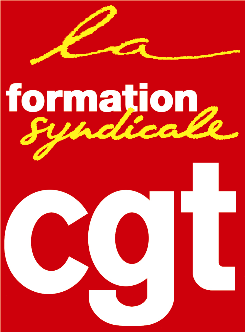 la
formation
syndicale
cgt